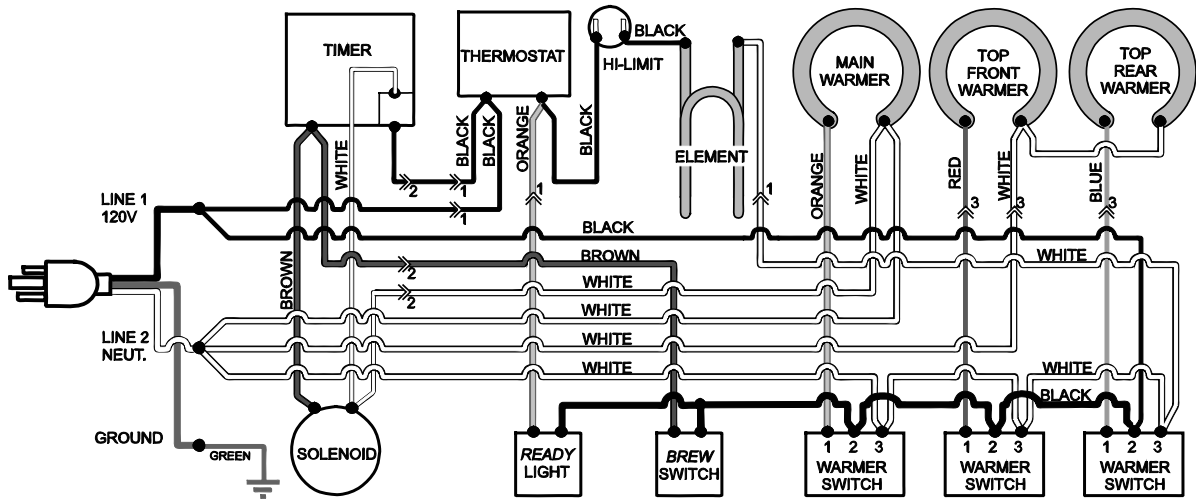 TIMER
THERMOSTAT
BLACK
HI-LIMIT
MAIN
WARMER
TOP
FRONT
WARMER
TOP
REAR
WARMER
WHITE
BLACK
BLACK
ORANGE
BLACK
ELEMENT
ORANGE
WHITE
RED
WHITE
BLUE
2
1
1
1
1
3
3
3
LINE 1
120V
BLACK
BROWN
BROWN
WHITE
2
WHITE
2
WHITE
LINE 2
NEUT.
WHITE
WHITE
WHITE
BLACK
GROUND
GREEN
SOLENOID
READY
LIGHT
BREW
SWITCH
1 2 3
WARMER
SWITCH
1 2 3
WARMER
SWITCH
1 2 3
WARMER
SWITCH